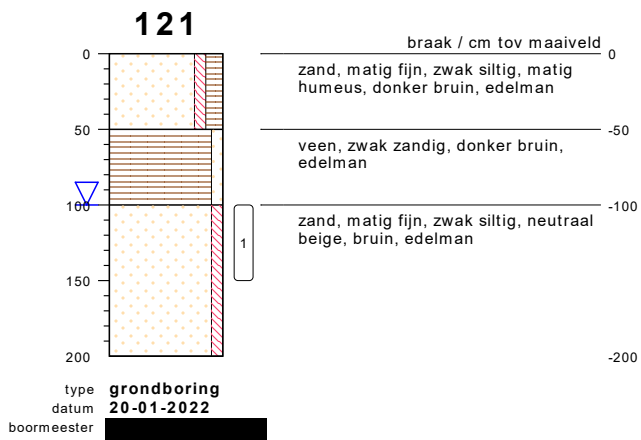 121
braak / cm tov maaiveld
0
0
zand, matig fijn, zwak siltig, matig
humeus, donker bruin, edelman
50
-50
veen, zwak zandig, donker bruin,
edelman
100
-100
zand, matig fijn, zwak siltig, neutraal
beige, bruin, edelman
1
150
200
-200
type grondboring
datum 20-01-2022
boormeester